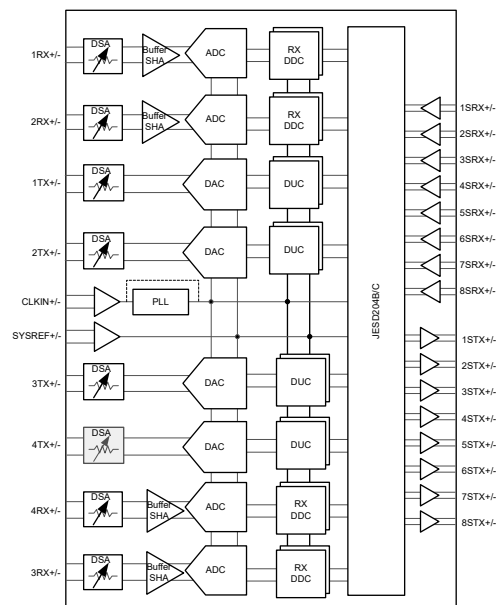 1RX+/-
DSA
Buffer
SHA
ADC
RX
DDC
2RX+/-
DSA
Buffer
SHA
ADC
RX
DDC
1TX+/-
DSA
DAC
DUC
2TX+/-
DSA
DAC
DUC
CLKIN+/-
PLL
SYSREF+/-
3TX+/-
DSA
DAC
DUC
4TX+/-
DSA
DAC
DUC
4RX+/-
DSA
Buffer
SHA
ADC
RX
DDC
3RX+/-
DSA
Buffer
SHA
ADC
RX
DDC
JESD204B/C
1SRX+/-
2SRX+/-
3SRX+/-
4SRX+/-
5SRX+/-
6SRX+/-
7SRX+/-
8SRX+/-
1STX+/-
2STX+/-
3STX+/-
4STX+/-
5STX+/-
6STX+/-
7STX+/-
8STX+/-